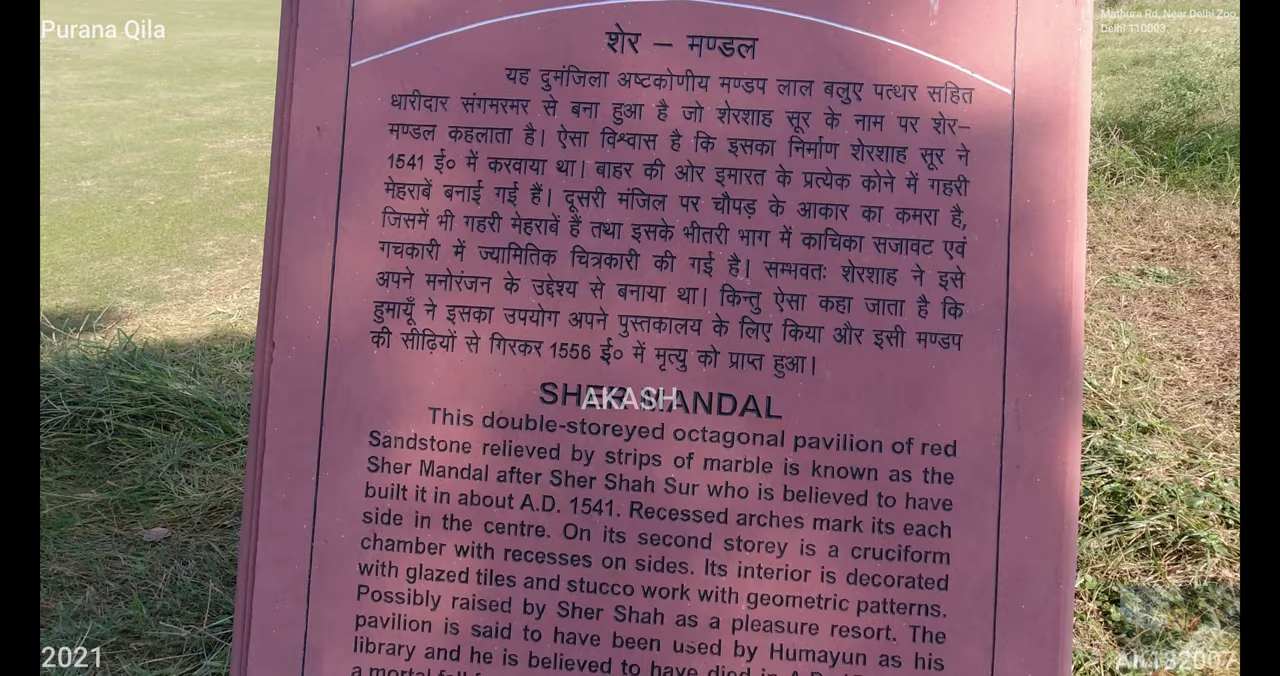 Purana Qila
Mathura Rd, Near Delhi Zoo,
Delhi 110003
शेर – मण्डल
यह दुमंजिला अष्टकोणीय मण्डप लाल बलुए पत्थर सहित
धारीदार संगमरमर से बना हुआ है जो शेरशाह सूर के नाम पर शेर–
मण्डल कहलाता है। ऐसा विश्वास है कि इसका निर्माण शेरशाह सूर ने
1541 ई० में करवाया था। बाहर की ओर इमारत के प्रत्येक कोने में गहरी
मेहराबें बनाई गई हैं। दूसरी मंजिल पर चौपड़ के आकार का कमरा है,
जिसमें भी गहरी मेहराबें हैं तथा इसके भीतरी भाग में काचिका सजावट एवं
गचकारी में ज्यामितिक चित्रकारी की गई है। सम्भवतः शेरशाह ने इसे
अपने मनोरंजन के उद्देश्य से बनाया था। किन्तु ऐसा कहा जाता है कि
हुमायूँ ने इसका उपयोग अपने पुस्तकालय के लिए किया और इसी मण्डप
की सीढ़ियों से गिरकर 1556 ई० में मृत्यु को प्राप्त हुआ।
SHER MANDAL
AKASH
This double-storeyed octagonal pavilion of red
Sandstone relieved by strips of marble is known as the
Sher Mandal after Sher Shah Sur who is believed to have
built it in about A.D. 1541. Recessed arches mark its each
side in the centre. On its second storey is a cruciform
chamber with recesses on sides. Its interior is decorated
with glazed tiles and stucco work with geometric patterns.
Possibly raised by Sher Shah as a pleasure resort. The
pavilion is said to have been used by Humayun as his
library and he is believed to have died in A.D.
a mortal fall
2021
AK182007